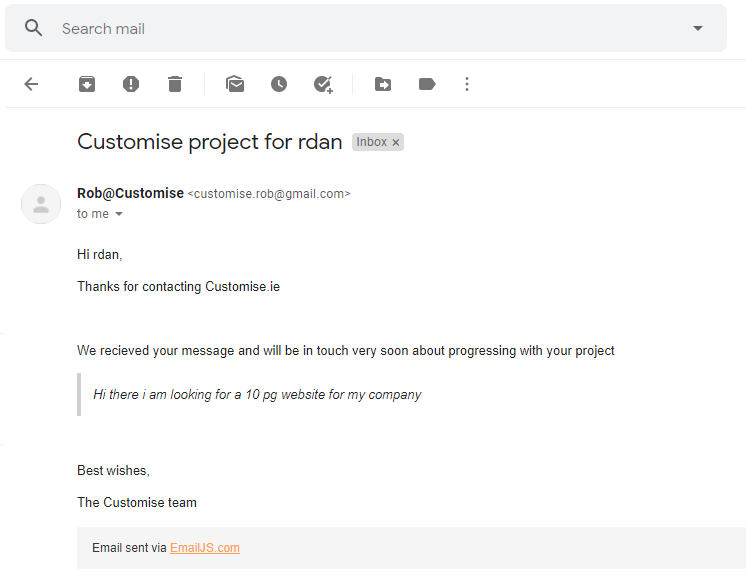 Search mail
Customise project for rdan Inbox ×
Rob@Customise <customise.rob@gmail.com>
to me
Hi rdan,
Thanks for contacting Customise.ie
We recieved your message and will be in touch very soon about progressing with your project
Hi there i am looking for a 10 pg website for my company
Best wishes,
The Customise team
Email sent via EmailJS.com